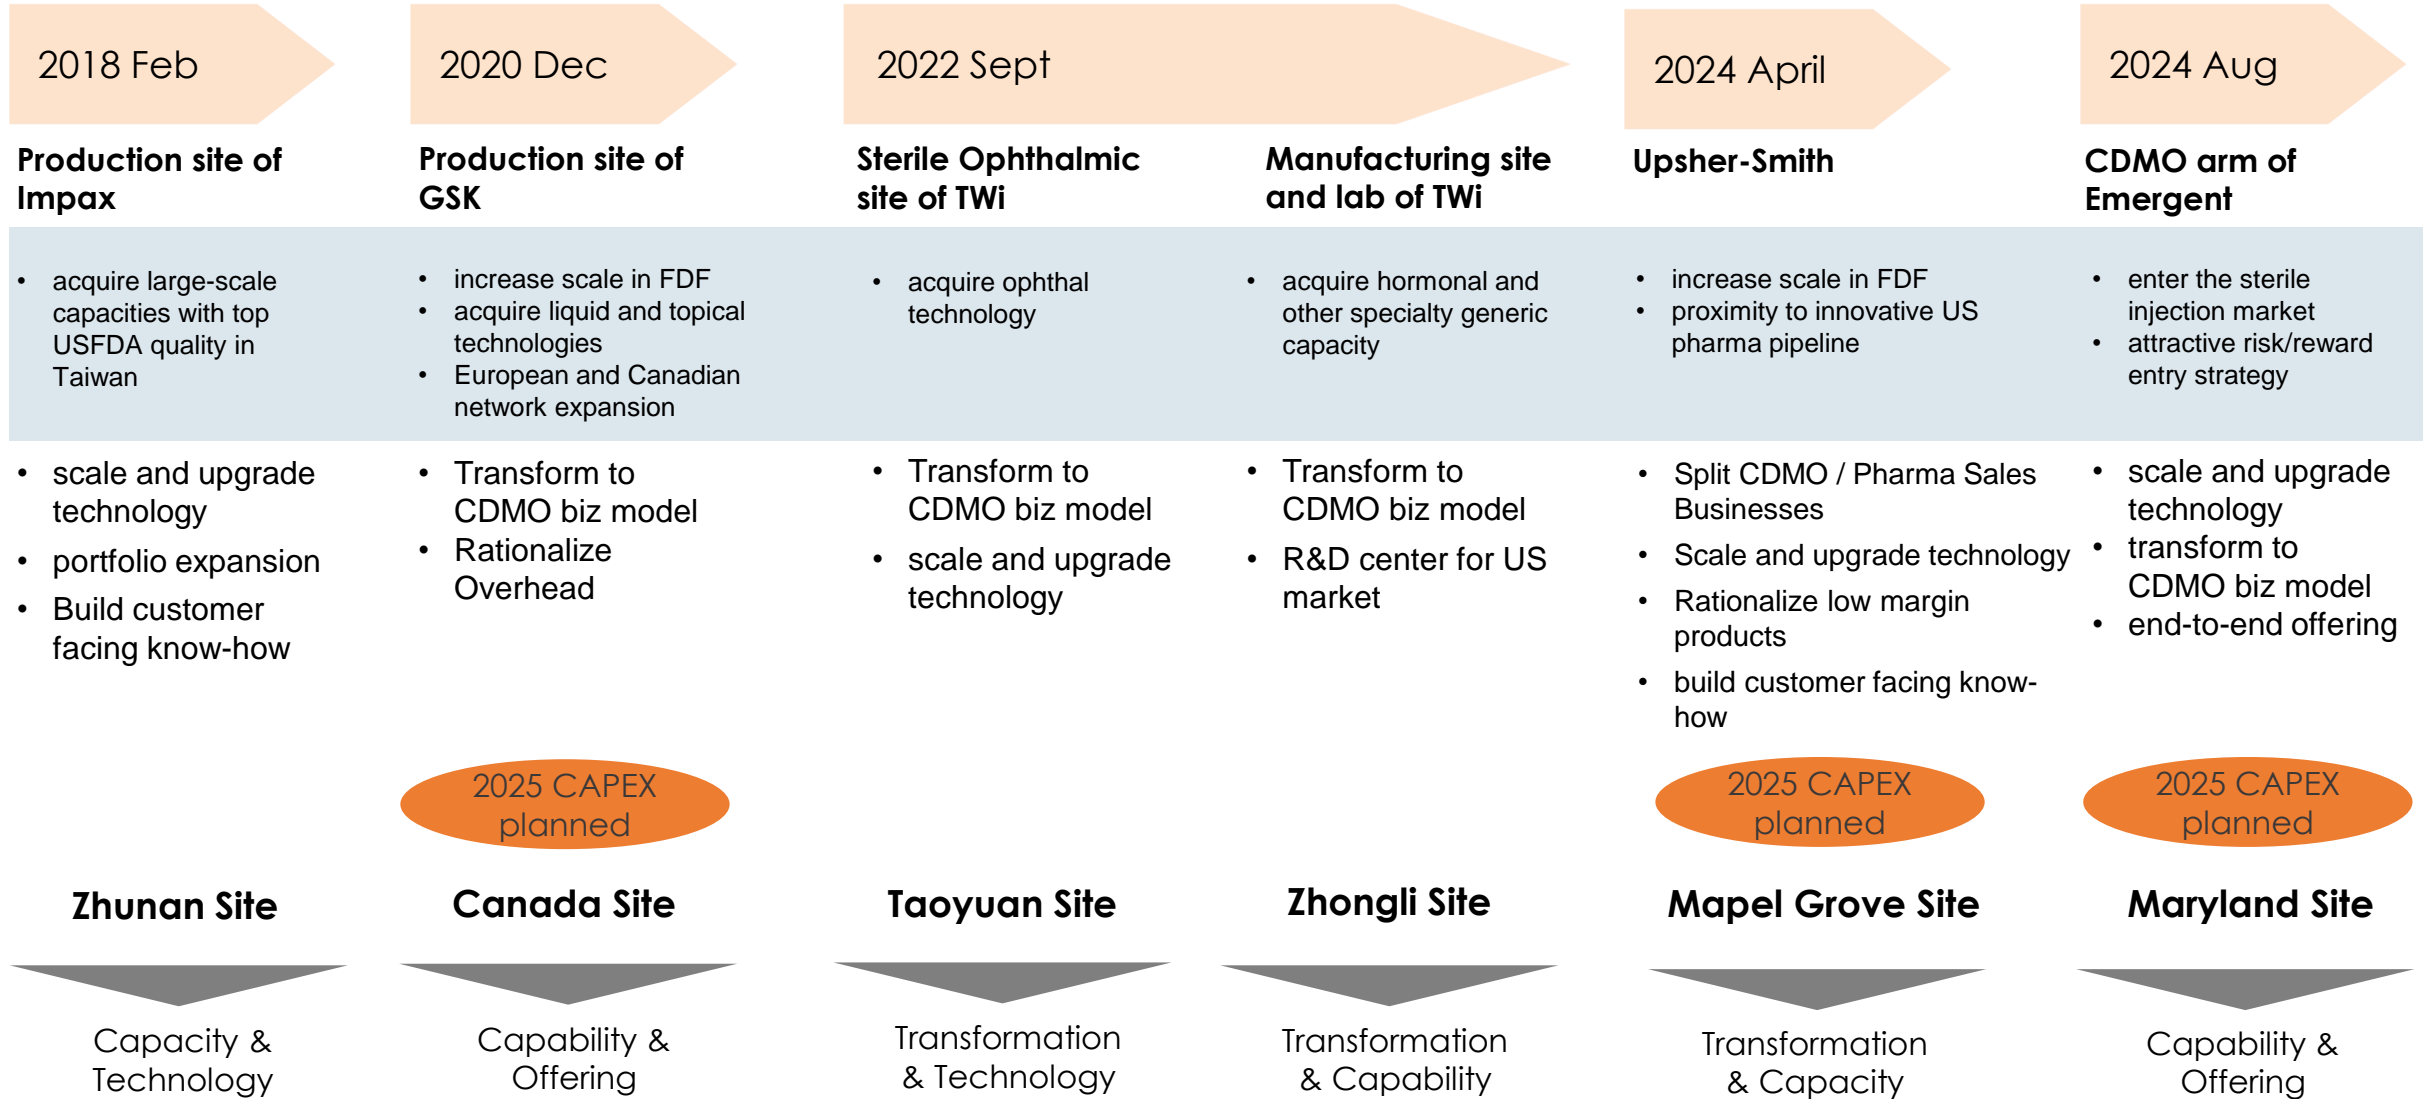 2018 Feb
2020 Dec
2022 Sept
2024 April
2024 Aug
Production site of
Impax
Production site of
GSK
Sterile Ophthalmic
site of TWi
Manufacturing site
and lab of TWi
Upsher-Smith
CDMO arm of
Emergent
• acquire large-scale
capacities with top
USFDA quality in
Taiwan
• increase scale in FDF
• acquire liquid and topical
technologies
• European and Canadian
network expansion
• acquire ophthal
technology
• acquire hormonal and
other specialty generic
capacity
• increase scale in FDF
• proximity to innovative US
pharma pipeline
• enter the sterile
injection market
• attractive risk/reward
entry strategy
• scale and upgrade
technology
• portfolio expansion
• Build customer
facing know-how
• Transform to
CDMO biz model
• Rationalize
Overhead
• Transform to
CDMO biz model
• scale and upgrade
technology
• Transform to
CDMO biz model
• R&D center for US
market
• Split CDMO / Pharma Sales
Businesses
• Scale and upgrade technology
• Rationalize low margin
products
• build customer facing know-
how
• scale and upgrade
technology
• transform to
CDMO biz model
• end-to-end offering
2025 CAPEX
planned
2025 CAPEX
planned
2025 CAPEX
planned
Zhunan Site
Canada Site
Taoyuan Site
Zhongli Site
Mapel Grove Site
Maryland Site
Capacity &
Technology
Capability &
Offering
Transformation
& Technology
Transformation
& Capability
Transformation
& Capacity
Capability &
Offering